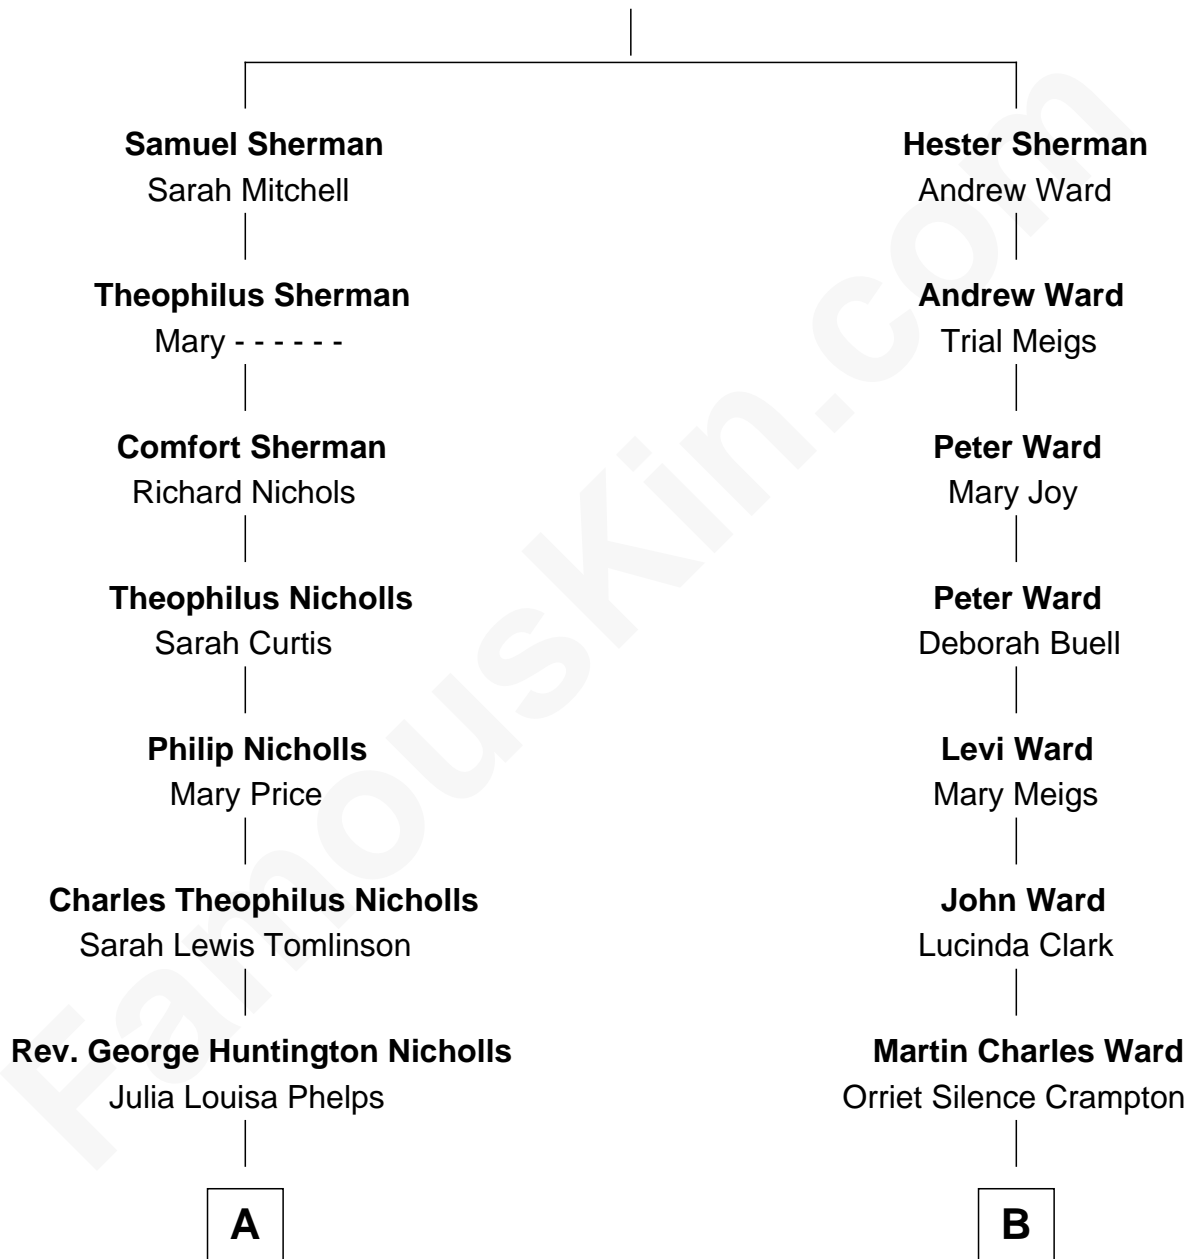 Samuel Sherman
Sarah Mitchell
Hester Sherman
Andrew Ward
Theophilus Sherman
Mary - - - - - -
Andrew Ward
Trial Meigs
Comfort Sherman
Richard Nichols
Peter Ward
Mary Joy
Theophilus Nicholls
Sarah Curtis
Peter Ward
Deborah Buell
Philip Nicholls
Mary Price
Levi Ward
Mary Meigs
Charles Theophilus Nicholls
Sarah Lewis Tomlinson
John Ward
Lucinda Clark
Rev. George Huntington Nicholls
Julia Louisa Phelps
Martin Charles Ward
Orriet Silence Crampton
A
B
FamousKin.com